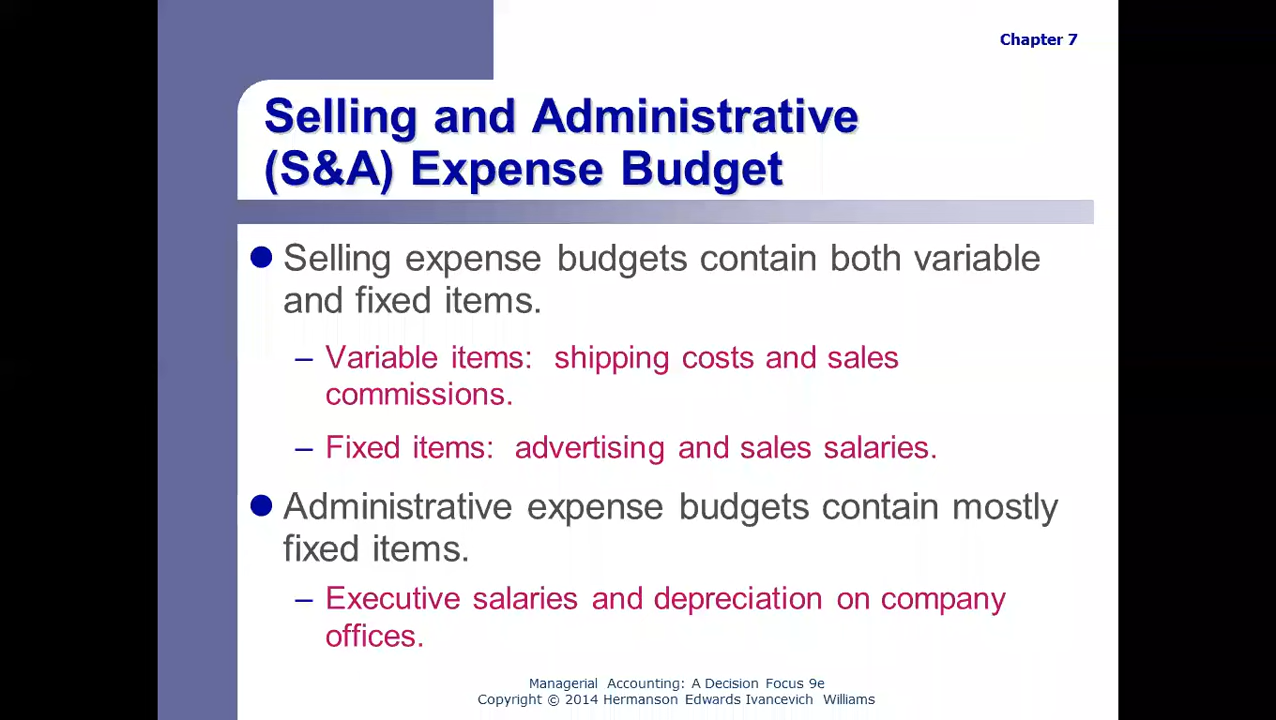 Chapter 7
Selling and Administrative
(S&A) Expense Budget
Selling expense budgets contain both variable
and fixed items.
– Variable items: shipping costs and sales
commissions.
– Fixed items: advertising and sales salaries.
Administrative expense budgets contain mostly
fixed items.
– Executive salaries and depreciation on company
offices.
Managerial Accounting: A Decision Focus 9e
Copyright © 2014 Hermanson Edwards Ivancevich Williams